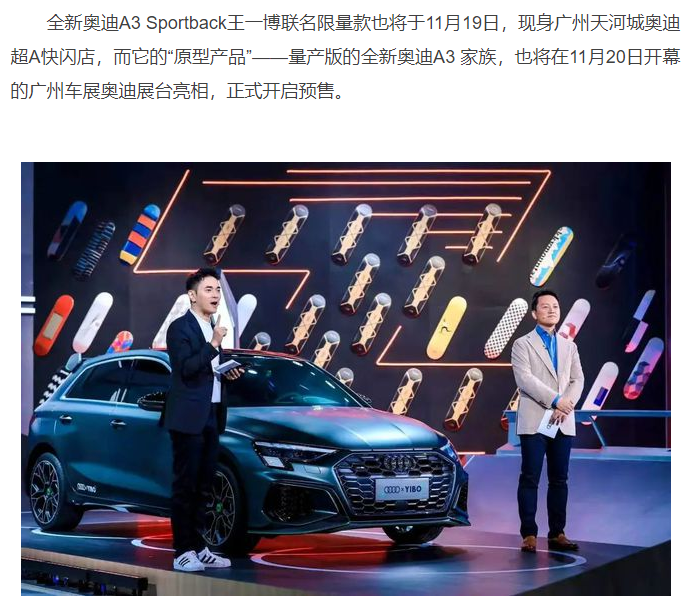 全新奥迪A3 Sportback王一博联名限量款也将于11月19日，现身广州天河城奥迪
超A快闪店，而它的“原型产品”——量产版的全新奥迪A3 家族，也将在11月20日开幕
的广州车展奥迪展台亮相，正式开启预售。
YIBO
YIBO